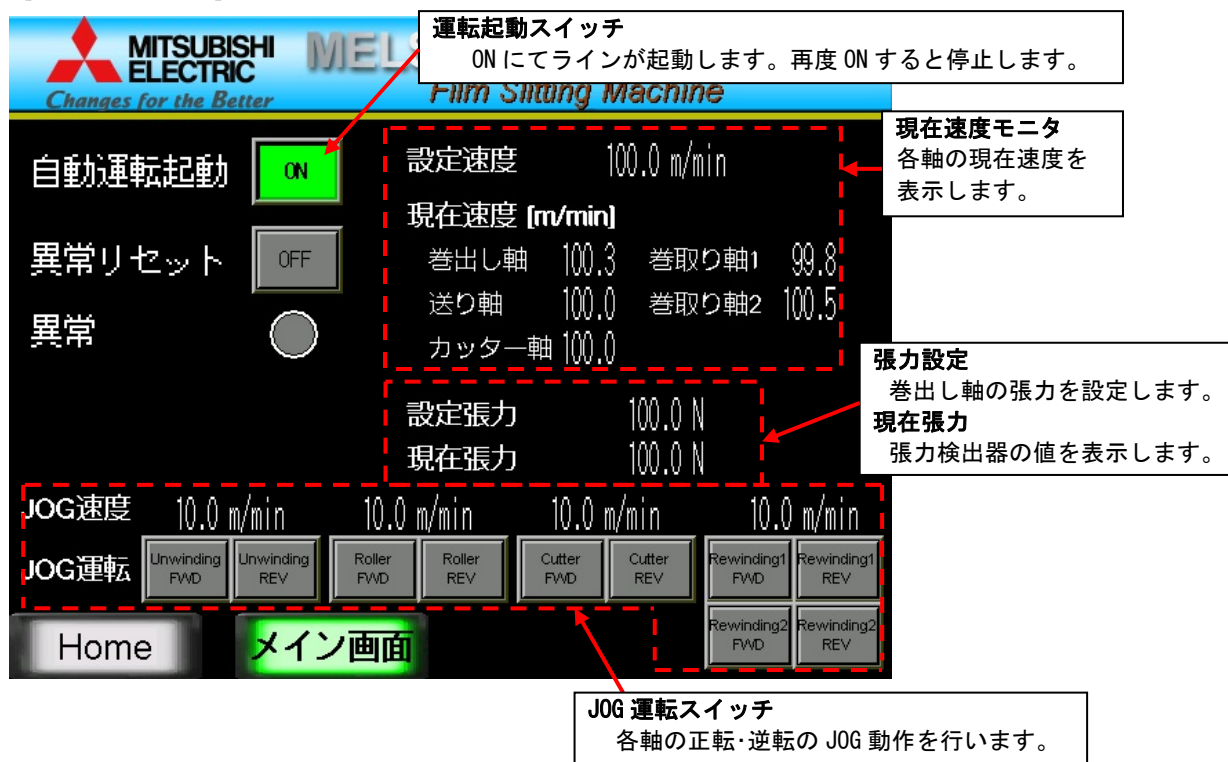 運転起動スイッチ
ONにてラインが起動します。再度ONすると停止します。
MITSUBISHI
ELECTRIC
Changes for the Better
MELS
Film Slitting Machine
現在速度モニタ
各軸の現在速度を
表示します。
自動運転起動 ON
異常リセット OFF
異常
設定速度 100.0 m/min
現在速度 [m/min]
巻出し軸 100.3 巻取り軸1 99.8
送り軸 100.0 巻取り軸2 100.5
カッター軸 100.0
設定張力 100.0 N
現在張力 100.0 N
張力設定
巻出し軸の張力を設定します。
現在張力
張力検出器の値を表示します。
JOG速度 10.0 m/min 10.0 m/min 10.0 m/min 10.0 m/min
JOG運転
Unwinding
FWD
Unwinding
REV
Roller
FWD
Roller
REV
Cutter
FWD
Cutter
REV
Rewinding1
FWD
Rewinding1
REV
Rewinding2
FWD
Rewinding2
REV
Home
メイン画面
JOG 運転スイッチ
各軸の正転・逆転の JOG 動作を行います。